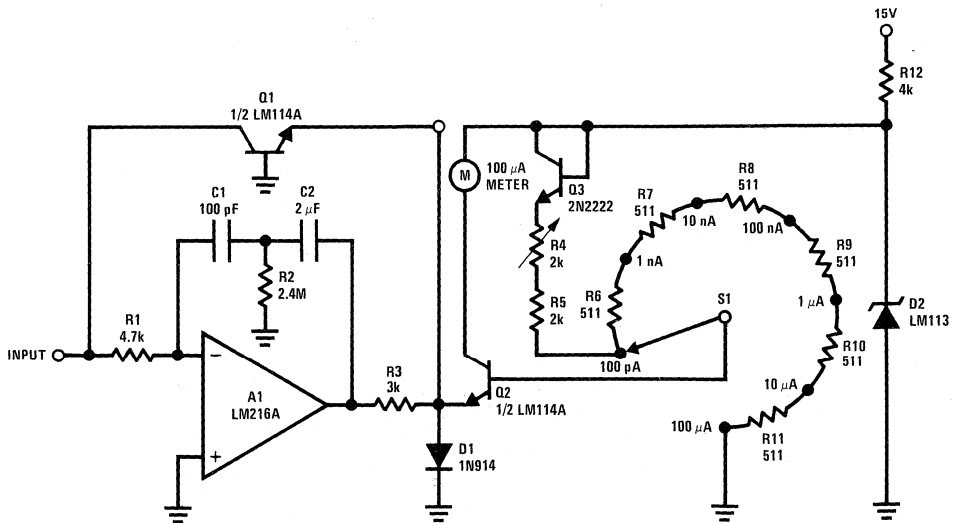 15V
R12
4k
Q1
1/2 LM114A
M
100 μA
METER
Q3
2N2222
R7
511
R8
511
10 nA
100 nA
C1
100 pF
C2
2 μF
R4
2k
1 nA
R9
511
R2
2.4M
R6
511
S1
1 μA
D2
LM113
R5
2k
R1
4.7k
INPUT
100 pA
R10
511
−
A1
LM216A
+
R3
3k
Q2
1/2 LM114A
10 μA
100 μA
R11
511
D1
1N914